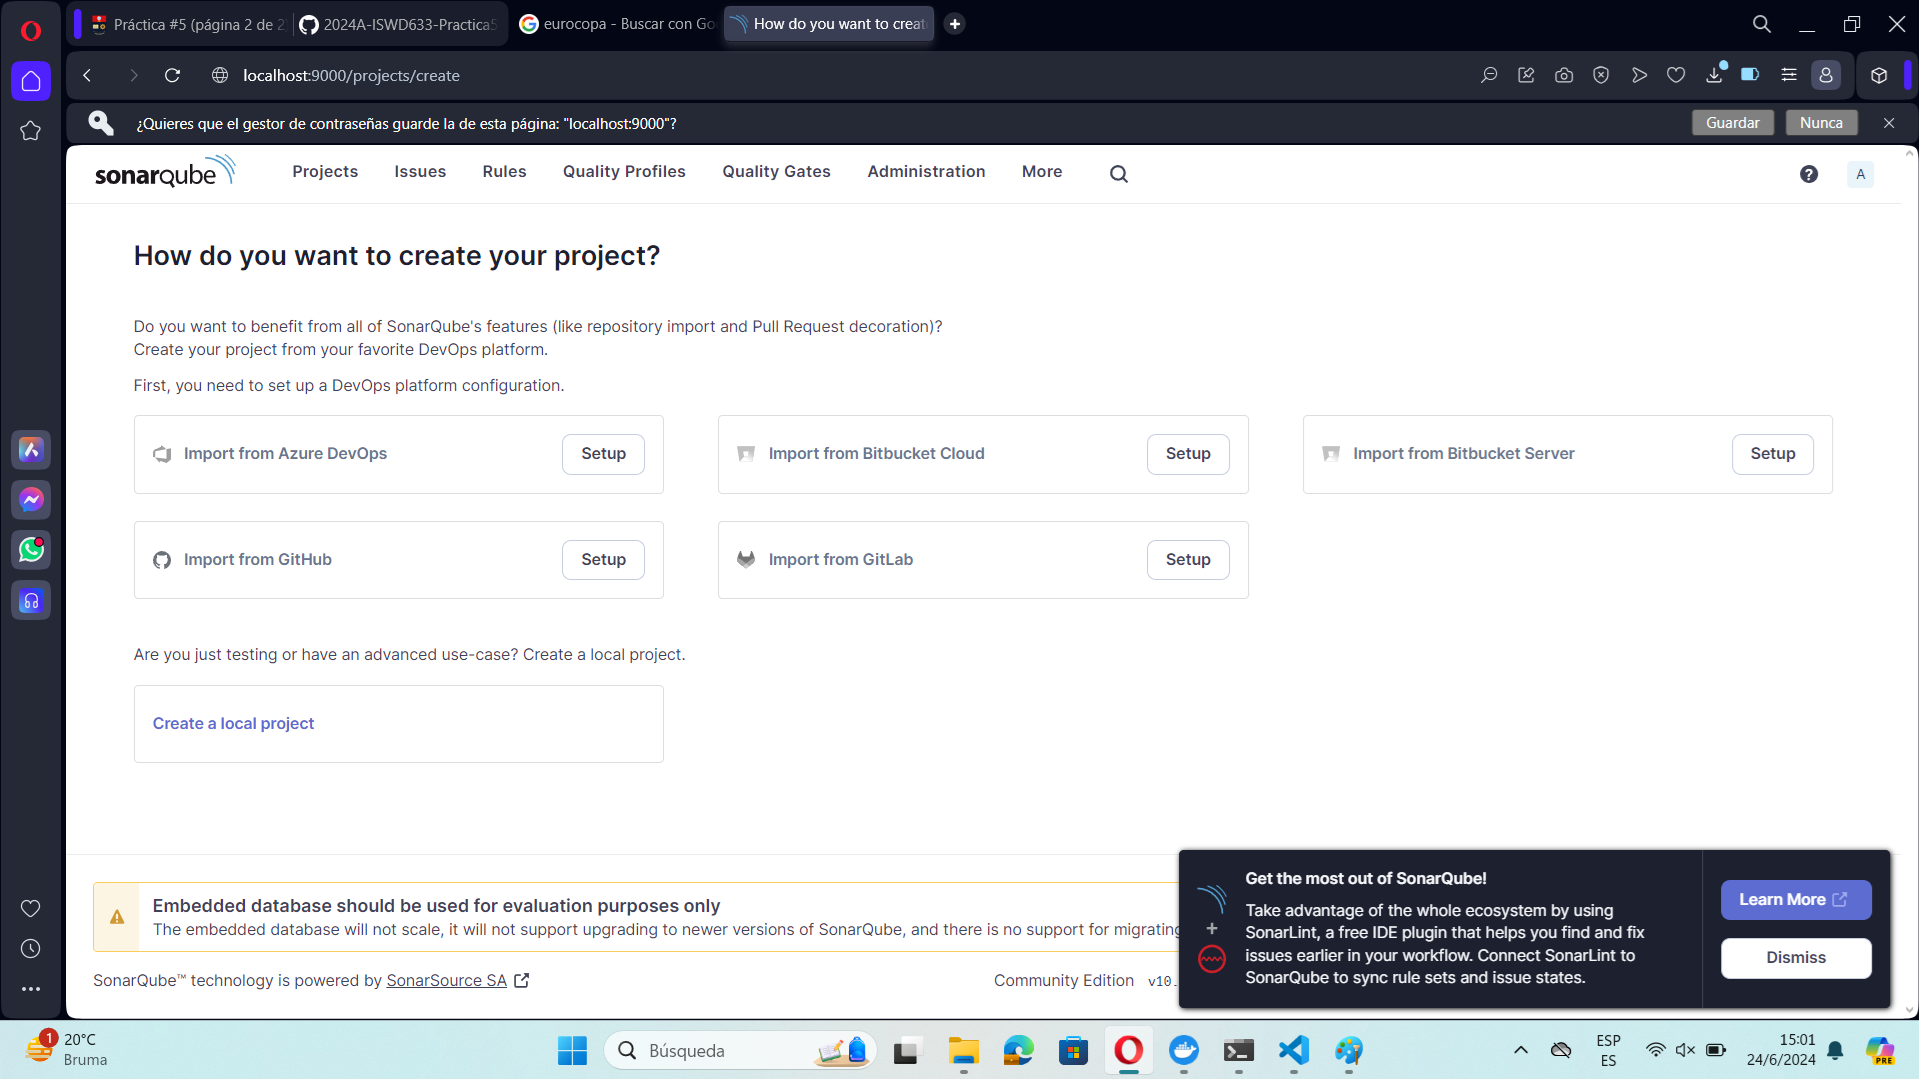 Práctica #5 (página 2 de 2
2024A-ISWD633-Practica5
eurocopa - Buscar con Go
How do you want to creat
localhost:9000/projects/create
¿Quieres que el gestor de contraseñas guarde la de esta página: "localhost:9000"?
Guardar
Nunca
sonarqube
Projects
Issues
Rules
Quality Profiles
Quality Gates
Administration
More
A
How do you want to create your project?
Do you want to benefit from all of SonarQube's features (like repository import and Pull Request decoration)?
Create your project from your favorite DevOps platform.
First, you need to set up a DevOps platform configuration.
Import from Azure DevOps
Setup
Import from Bitbucket Cloud
Setup
Import from Bitbucket Server
Setup
Import from GitHub
Setup
Import from GitLab
Setup
Are you just testing or have an advanced use-case? Create a local project.
Create a local project
Embedded database should be used for evaluation purposes only
The embedded database will not scale, it will not support upgrading to newer versions of SonarQube, and there is no support for migrating
SonarQube™ technology is powered by SonarSource SA
Community Edition
v10.
Get the most out of SonarQube!
Take advantage of the whole ecosystem by using
SonarLint, a free IDE plugin that helps you find and fix
issues earlier in your workflow. Connect SonarLint to
SonarQube to sync rule sets and issue states.
Learn More
Dismiss
1
20°C
Bruma
Búsqueda
ESP
ES
15:01
24/6/2024
PRE